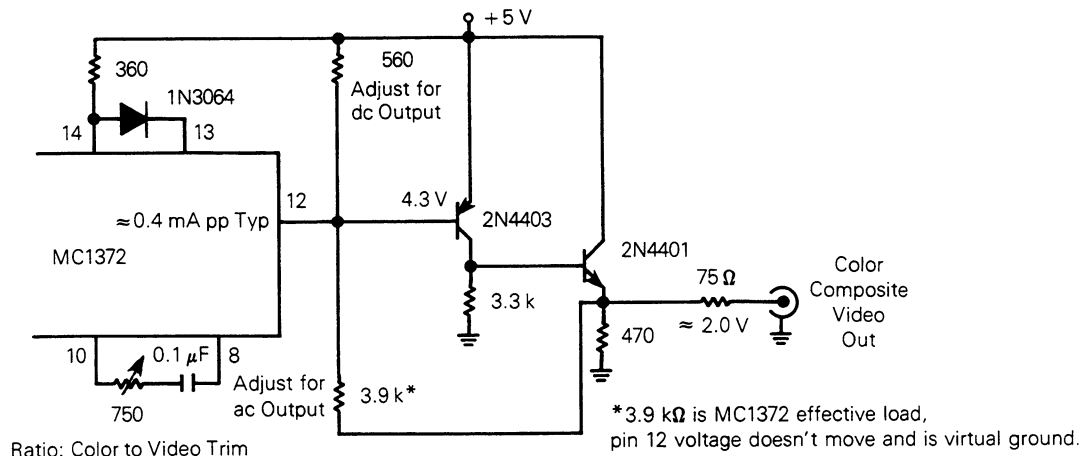 +5 V
360
560
Adjust for
dc Output
1N3064
14
13
12
4.3 V
2N4403
≈0.4 mA pp Typ
2N4401
MC1372
75 Ω
Color
Composite
Video
Out
3.3 k
470
≈ 2.0 V
10
0.1 µF
8
Adjust for
ac Output
3.9 k*
750
*3.9 kΩ is MC1372 effective load,
pin 12 voltage doesn't move and is virtual ground.
Ratio: Color to Video Trim